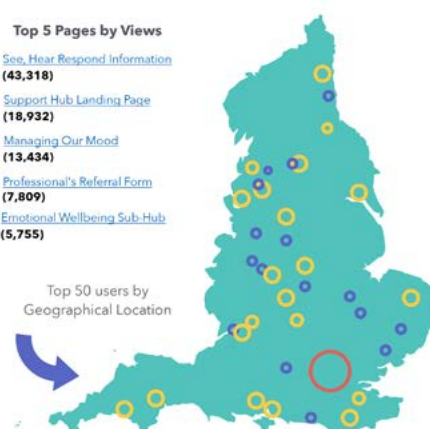 Top 5 Pages by Views
See, Hear Respond Information
(43,318)
Support Hub Landing Page
(18,932)
Managing Our Mood
(13,434)
Professional's Referral Form
(7,809)
Emotional Wellbeing Sub-Hub
(5,755)
Top 50 users by
Geographical Location